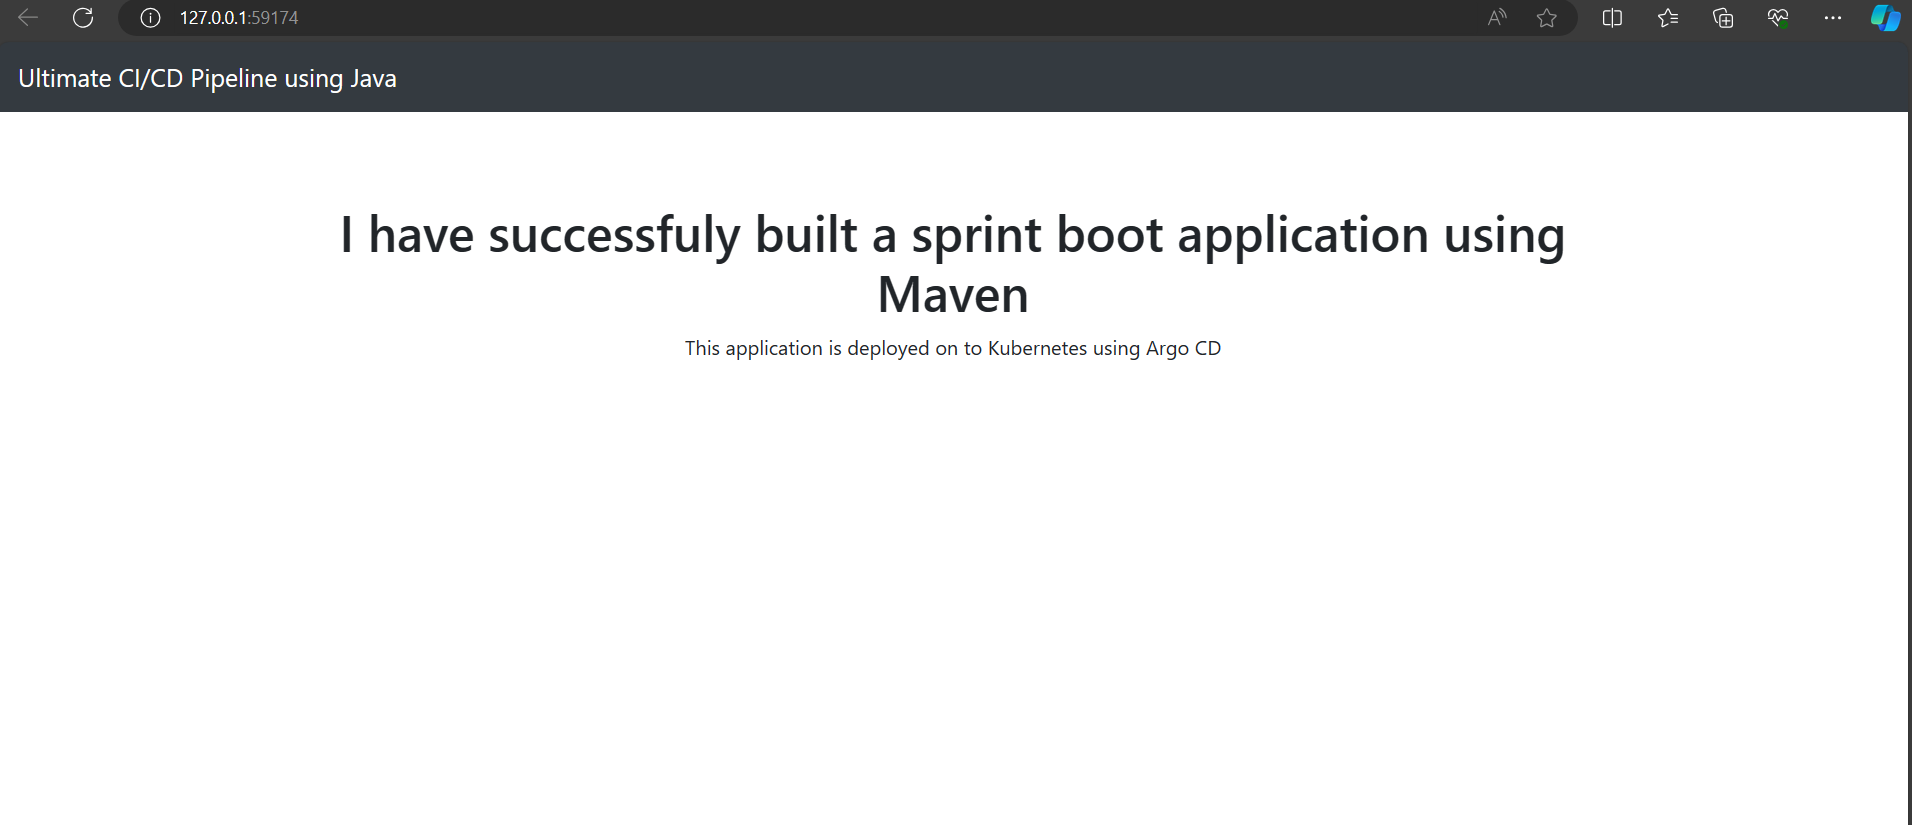 127.0.0.1:59174
Ultimate CI/CD Pipeline using Java
I have successfuly built a sprint boot application using
Maven
This application is deployed on to Kubernetes using Argo CD